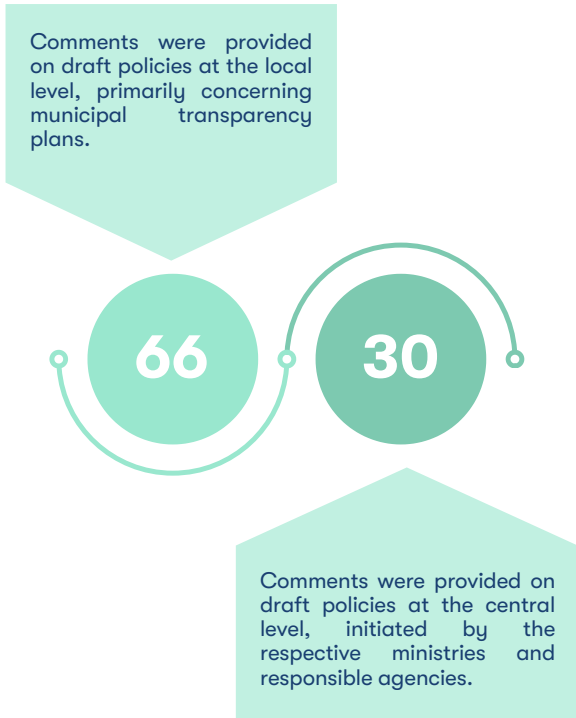 Comments were provided
on draft policies at the local
level, primarily concerning
municipal transparency
plans.
66
30
Comments were provided on
draft policies at the central
level, initiated by the
respective ministries and
responsible agencies.